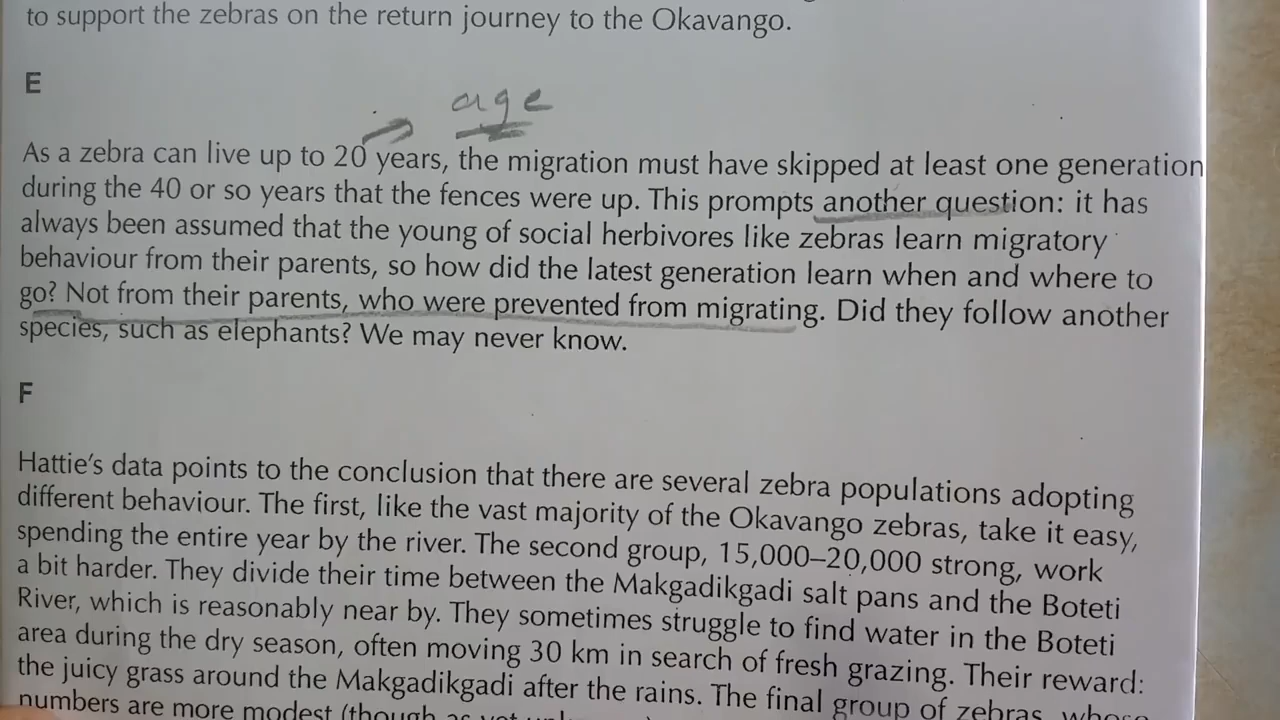 to support the zebras on the return journey to the Okavango.
E
age
As a zebra can live up to 20 years, the migration must have skipped at least one generation
during the 40 or so years that the fences were up. This prompts another question: it has
always been assumed that the young of social herbivores like zebras learn migratory
behaviour from their parents, so how did the latest generation learn when and where to
go? Not from their parents, who were prevented from migrating. Did they follow another
species, such as elephants? We may never know.
F
Hattie's data points to the conclusion that there are several zebra populations adopting
different behaviour. The first, like the vast majority of the Okavango zebras, take it easy,
spending the entire year by the river. The second group, 15,000–20,000 strong, work
a bit harder. They divide their time between the Makgadikgadi salt pans and the Boteti
River, which is reasonably near by. They sometimes struggle to find water in the Boteti
area during the dry season, often moving 30 km in search of fresh grazing. Their reward:
the juicy grass around the Makgadikgadi after the rains. The final group of zebras, whose
numbers are more modest (though as yet